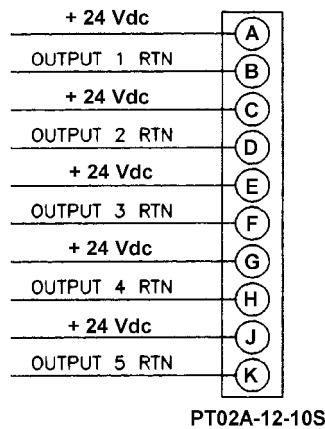 + 24 Vdc A
OUTPUT 1 RTN B
+ 24 Vdc C
OUTPUT 2 RTN D
+ 24 Vdc E
OUTPUT 3 RTN F
+ 24 Vdc G
OUTPUT 4 RTN H
+ 24 Vdc J
OUTPUT 5 RTN K
PT02A-12-10S